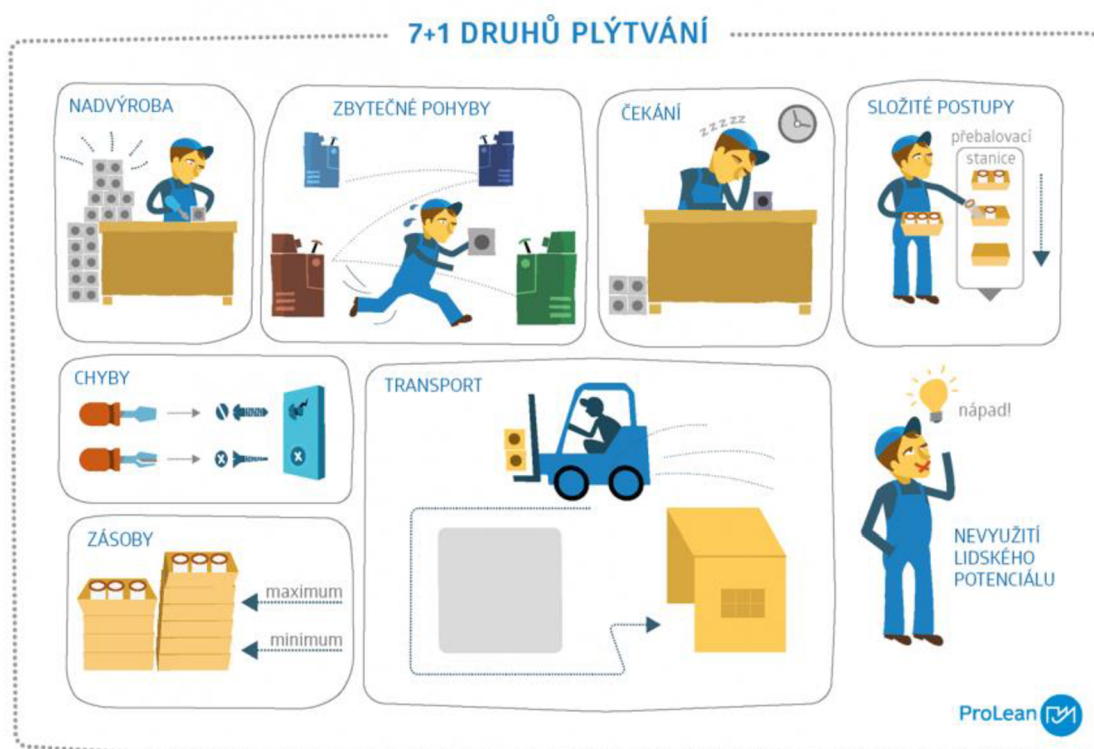 7+1 DRUHŮ PLÝTVÁNÍ
NADVÝROBA
ZBYTEČNÉ POHYBY
ČEKÁNÍ
zzzzz
SLOŽITÉ POSTUPY
přebalovací
stanice
CHYBY
TRANSPORT
nápad!
NEVYUŽITÍ
LIDSKÉHO
POTENCIÁLU
ZÁSOBY
maximum
minimum
ProLean